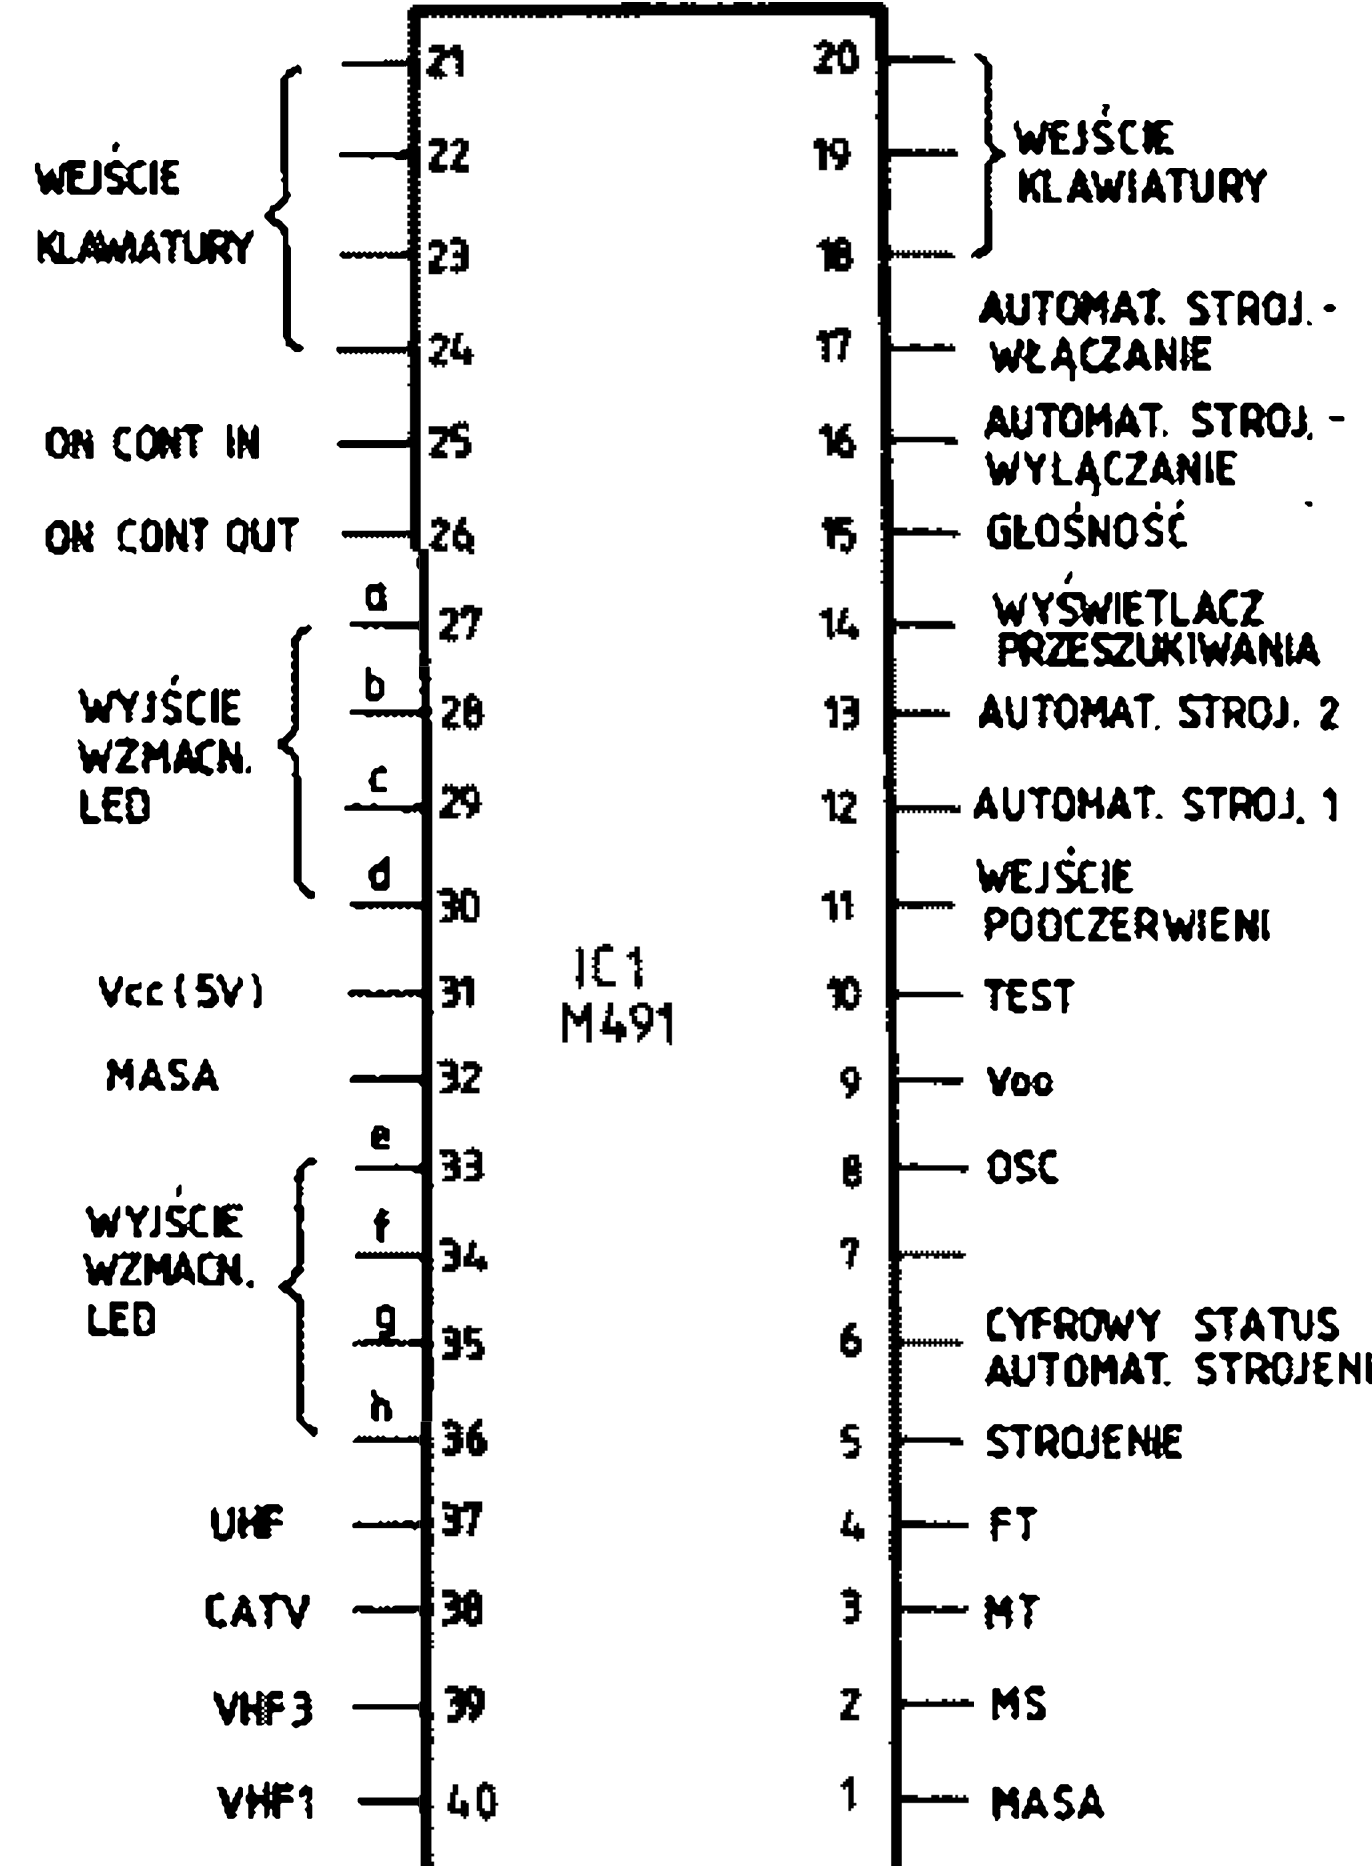 21
22
23
24
WEJŚCIE
KLAWIATURY
25
ON CONT IN
26
ON CONT OUT
a
27
b
28
c
29
d
30
WYJŚCIE
WZMACN.
LED
Vcc (5V)
31
MASA
32
e
33
f
34
g
35
h
36
WYJŚCIE
WZMACN.
LED
UHF
37
CATV
38
VHF3
39
VHF1
40
IC1
M491
20
19
18
WEJŚCIE
KLAWIATURY
17
AUTOMAT. STROJ. -
WŁĄCZANIE
16
AUTOMAT. STROJ. -
WYLĄCZANIE
15
GŁOŚNOŚĆ
14
WYŚWIETLACZ
PRZESZUKIWANIA
13
AUTOMAT. STROJ. 2
12
AUTOMAT. STROJ. 1
11
WEJŚCIE
PODCZERWIENI
10
TEST
9
VDD
8
OSC
7
6
CYFROWY STATUS
AUTOMAT. STROJENI
5
STROJENIE
4
FT
3
MT
2
MS
1
MASA